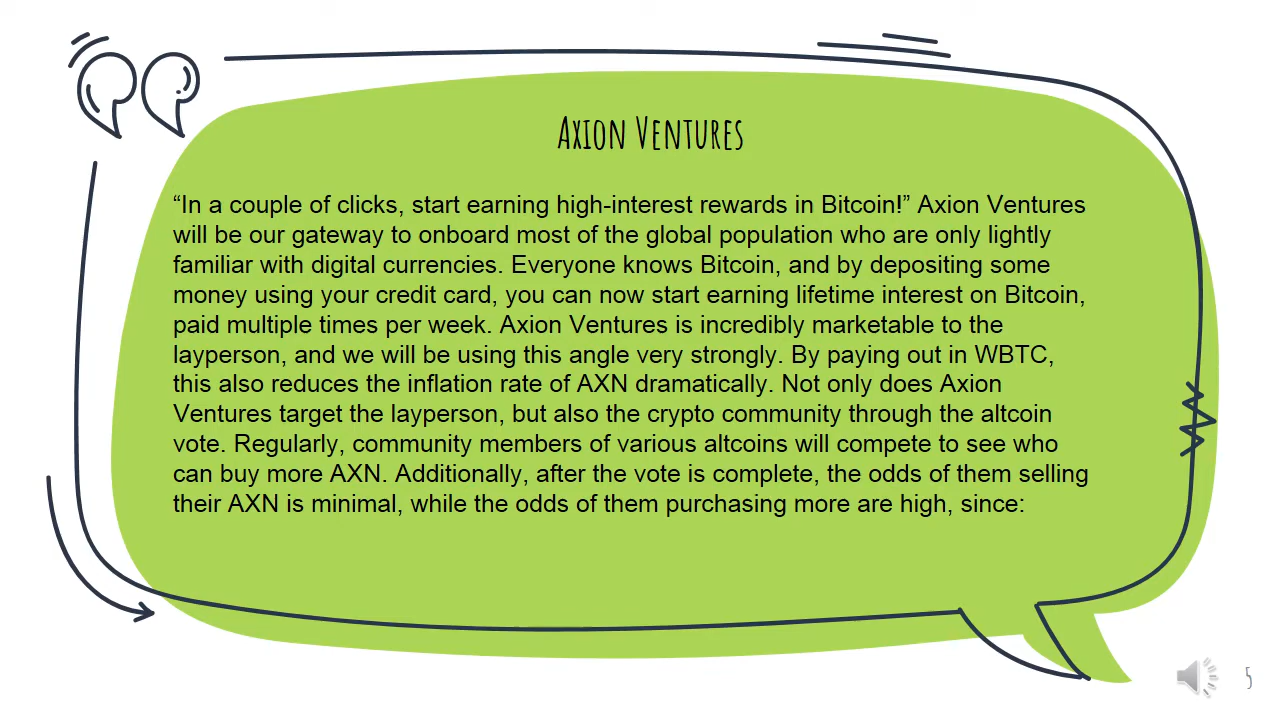 Axion Ventures
“In a couple of clicks, start earning high-interest rewards in Bitcoin!” Axion Ventures
will be our gateway to onboard most of the global population who are only lightly
familiar with digital currencies. Everyone knows Bitcoin, and by depositing some
money using your credit card, you can now start earning lifetime interest on Bitcoin,
paid multiple times per week. Axion Ventures is incredibly marketable to the
layperson, and we will be using this angle very strongly. By paying out in WBTC,
this also reduces the inflation rate of AXN dramatically. Not only does Axion
Ventures target the layperson, but also the crypto community through the altcoin
vote. Regularly, community members of various altcoins will compete to see who
can buy more AXN. Additionally, after the vote is complete, the odds of them selling
their AXN is minimal, while the odds of them purchasing more are high, since:
5